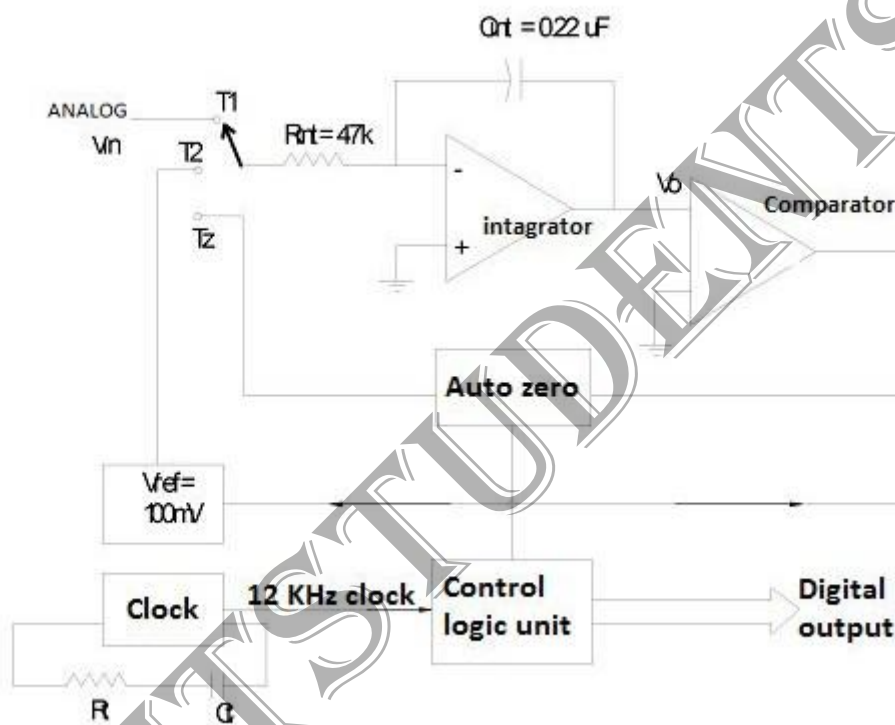 Cint = 0.22 uF
ANALOG
Vin
T1
Rint = 47k
T2
Tz
-
+
intagrator
Vo
Comparator
Auto zero
Vref=
100mV
Clock
12 KHz clock
Control
logic unit
Digital
output
R
STUDENTS